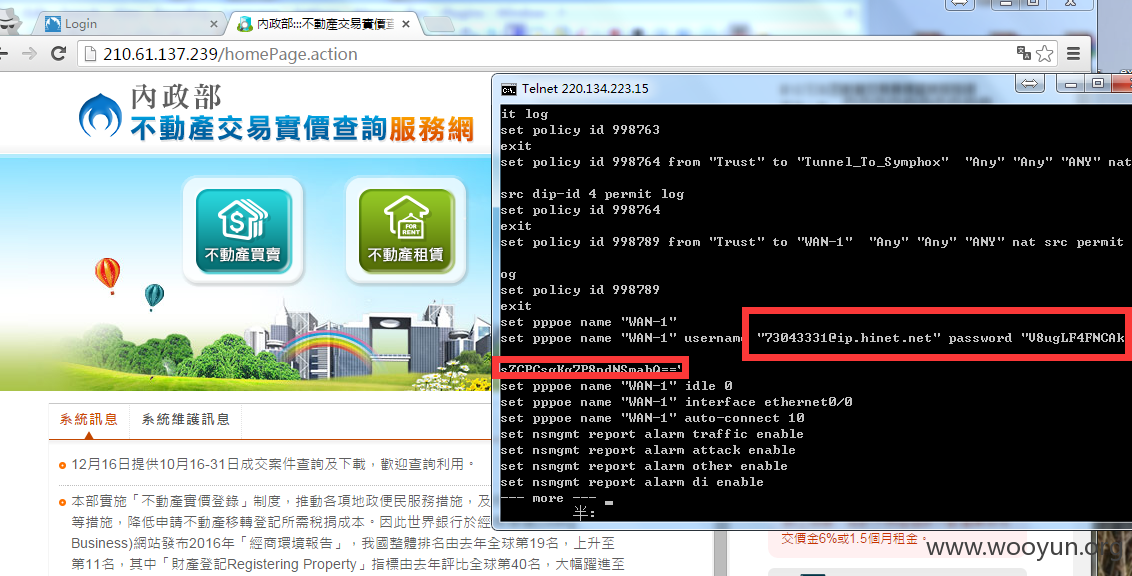 Login
內政部:::不動產交易實價查
210.61.137.239/homePage.action
內政部
不動產交易實價查詢服務網
不動產買賣
FOR RENT
不動產租賃
系統訊息
系統維護訊息
12月16日提供10月16-31日成交案件查詢及下載，歡迎查詢利用。
本部實施「不動產實價登錄」制度，推動各項地政便民服務措施，及
等措施，降低申請不動產移轉登記所需稅捐成本。因此世界銀行於經
Business)網站發布2016年「經商環境報告」，我國整體排名由去年全球第19名，上升至
第11名，其中「財產登記Registering Property」指標由去年評比全球第40名，大幅躍進至
Telnet 220.134.223.15
it log
set policy id 998763
exit
set policy id 998764 from "Trust" to "Tunnel_To_Symphox"  "Any" "Any" "ANY" nat
src dip-id 4 permit log
set policy id 998764
exit
set policy id 998789 from "Trust" to "WAN-1"  "Any" "Any" "ANY" nat src permit
og
set policy id 998789
exit
set pppoe name "WAN-1"
set pppoe name "WAN-1" username "73043331@ip.hinet.net" password "U8ugLF4FNCAk
set pppoe name "WAN-1" idle 0
set pppoe name "WAN-1" interface ethernet0/0
set pppoe name "WAN-1" auto-connect 10
set nsmgmt report alarm traffic enable
set nsmgmt report alarm attack enable
set nsmgmt report alarm other enable
set nsmgmt report alarm di enable
--- more ---
半:
交價金6%或1.5個月租金。
www.wooyun.org